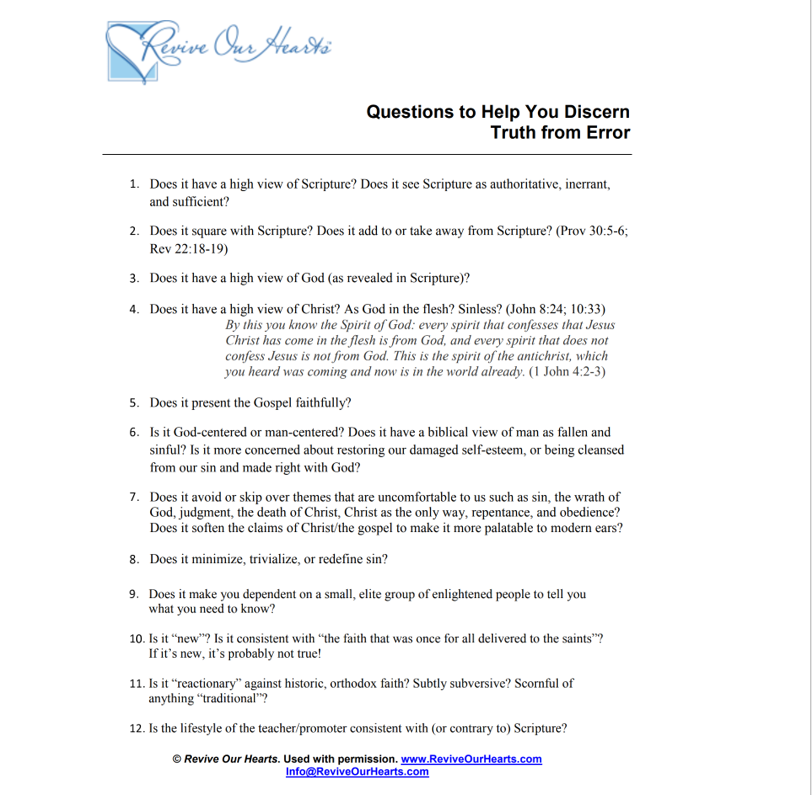 Revive Our Hearts®
Questions to Help You Discern
Truth from Error
1. Does it have a high view of Scripture? Does it see Scripture as authoritative, inerrant,
and sufficient?
2. Does it square with Scripture? Does it add to or take away from Scripture? (Prov 30:5-6;
Rev 22:18-19)
3. Does it have a high view of God (as revealed in Scripture)?
4. Does it have a high view of Christ? As God in the flesh? Sinless? (John 8:24; 10:33)
By this you know the Spirit of God: every spirit that confesses that Jesus
Christ has come in the flesh is from God, and every spirit that does not
confess Jesus is not from God. This is the spirit of the antichrist, which
you heard was coming and now is in the world already. (1 John 4:2-3)
5. Does it present the Gospel faithfully?
6. Is it God-centered or man-centered? Does it have a biblical view of man as fallen and
sinful? Is it more concerned about restoring our damaged self-esteem, or being cleansed
from our sin and made right with God?
7. Does it avoid or skip over themes that are uncomfortable to us such as sin, the wrath of
God, judgment, the death of Christ, Christ as the only way, repentance, and obedience?
Does it soften the claims of Christ/the gospel to make it more palatable to modern ears?
8. Does it minimize, trivialize, or redefine sin?
9. Does it make you dependent on a small, elite group of enlightened people to tell you
what you need to know?
10. Is it “new”? Is it consistent with “the faith that was once for all delivered to the saints”?
If it’s new, it’s probably not true!
11. Is it “reactionary” against historic, orthodox faith? Subtly subversive? Scornful of
anything “traditional”?
12. Is the lifestyle of the teacher/promoter consistent with (or contrary to) Scripture?
© Revive Our Hearts. Used with permission. www.ReviveOurHearts.com
Info@ReviveOurHearts.com